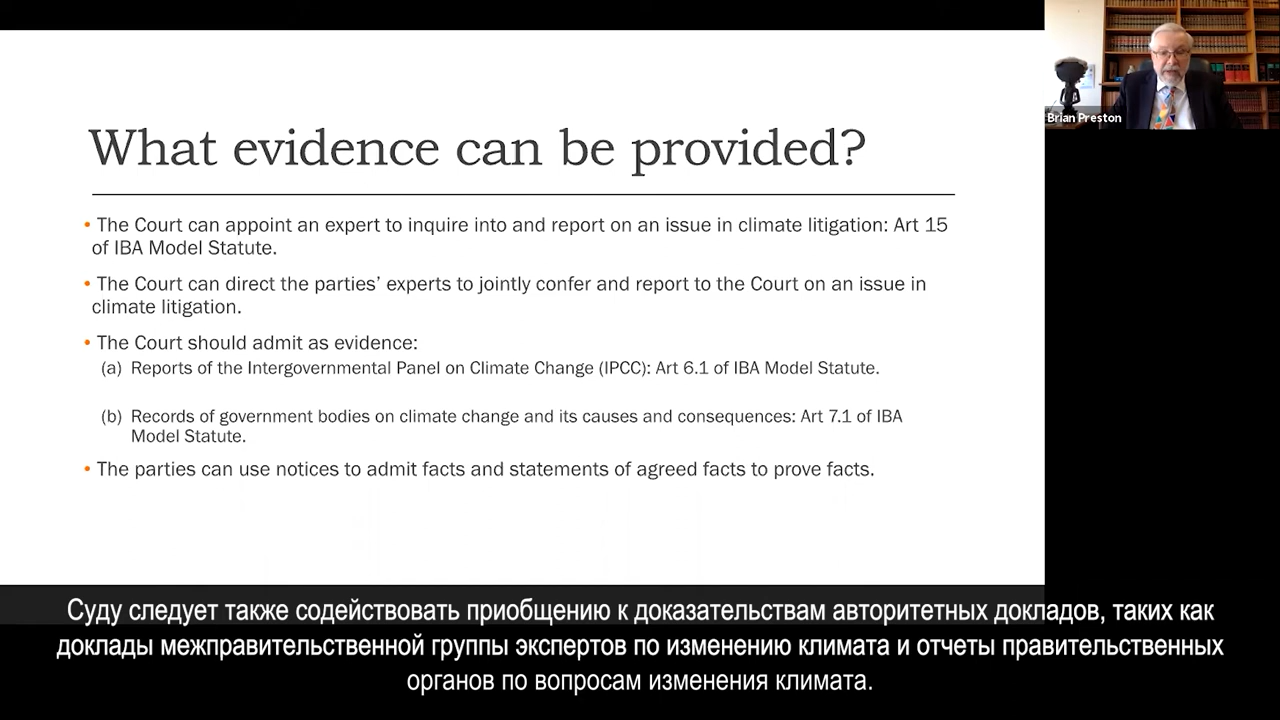 Brian Preston
What evidence can be provided?
• The Court can appoint an expert to inquire into and report on an issue in climate litigation: Art 15
of IBA Model Statute.
• The Court can direct the parties’ experts to jointly confer and report to the Court on an issue in
climate litigation.
• The Court should admit as evidence:
(a) Reports of the Intergovernmental Panel on Climate Change (IPCC): Art 6.1 of IBA Model Statute.
(b) Records of government bodies on climate change and its causes and consequences: Art 7.1 of IBA
Model Statute.
• The parties can use notices to admit facts and statements of agreed facts to prove facts.
Суду следует также содействовать приобщению к доказательствам авторитетных докладов, таких как
доклады межправительственной группы экспертов по изменению климата и отчеты правительственных
органов по вопросам изменения климата.